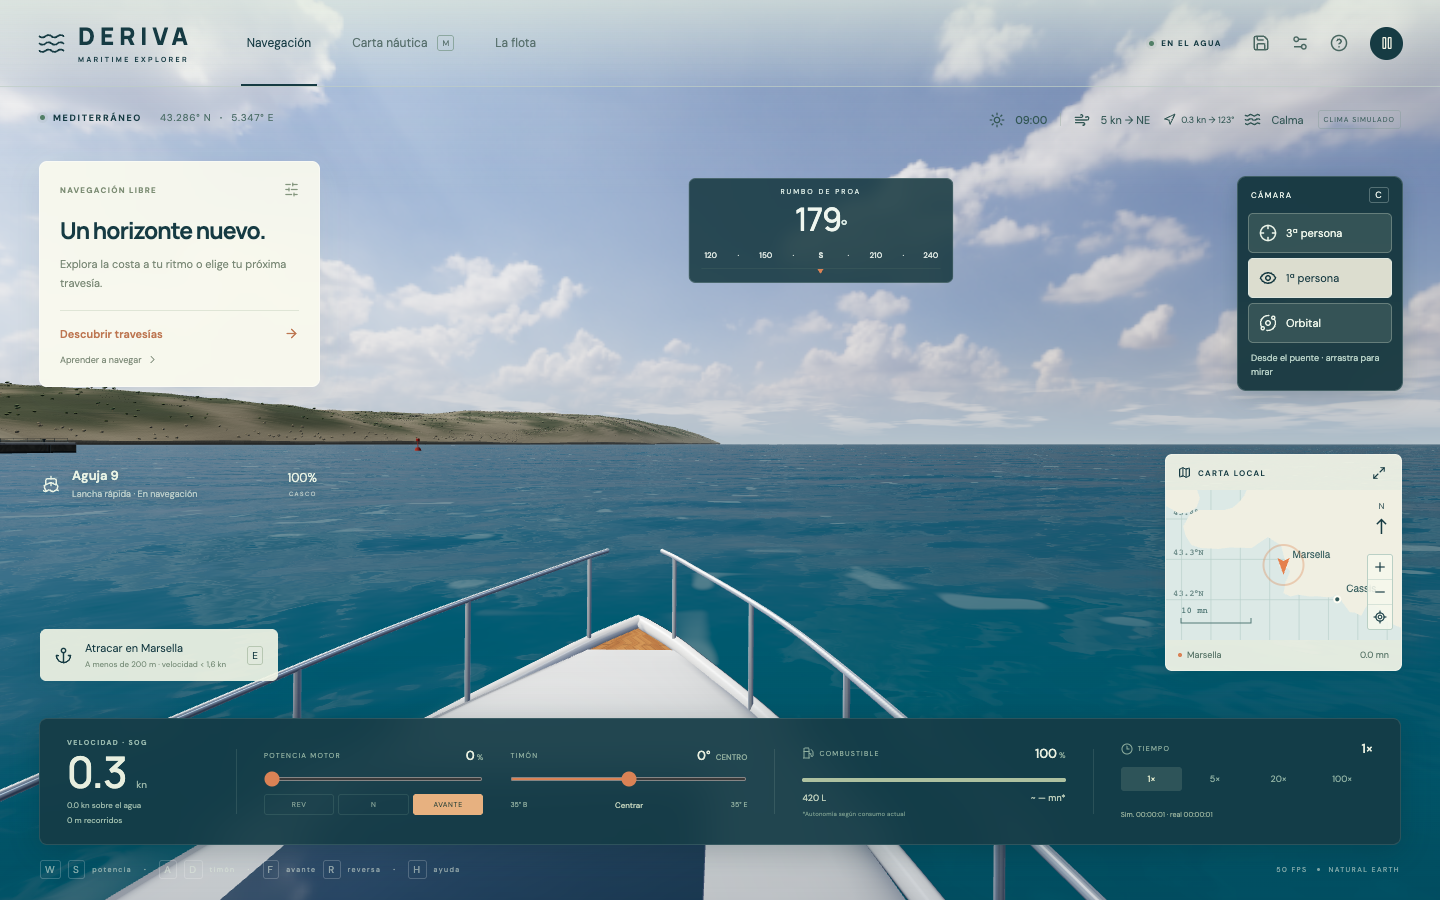 DERIVA
MARITIME EXPLORER
Navegación
Carta náutica M
La flota
EN EL AGUA
MEDITERRÁNEO 43.286° N · 5.347° E
09:00
5 kn → NE
0.3 kn → 123°
Calma
CLIMA SIMULADO
NAVEGACIÓN LIBRE
Un horizonte nuevo.
Explora la costa a tu ritmo o elige tu próxima
travesía.
Descubrir travesías →
Aprender a navegar
RUMBO DE PROA
179°
120 · 150 · S · 210 · 240
CÁMARA C
3ª persona
1ª persona
Orbital
Desde el puente · arrastra para
mirar
Aguja 9
Lancha rápida · En navegación
100%
CASCO
CARTA LOCAL
N
43.3°N
Marsella
43.2°N
Cass
10 mn
+
−
Marsella 0.0 mn
Atracar en Marsella
A menos de 200 m · velocidad < 1,6 kn
E
VELOCIDAD · SOG
0.3 kn
0.0 kn sobre el agua
0 m recorridos
POTENCIA MOTOR 0 %
REV N AVANTE
TIMÓN 0° CENTRO
35° B Centrar 35° E
COMBUSTIBLE 100 %
420 L ~ — mn*
*Autonomía según consumo actual
TIEMPO 1×
1× 5× 20× 100×
Sim. 00:00:01 · real 00:00:01
W S potencia · A D timón · F avante R reversa · H ayuda
50 FPS • NATURAL EARTH